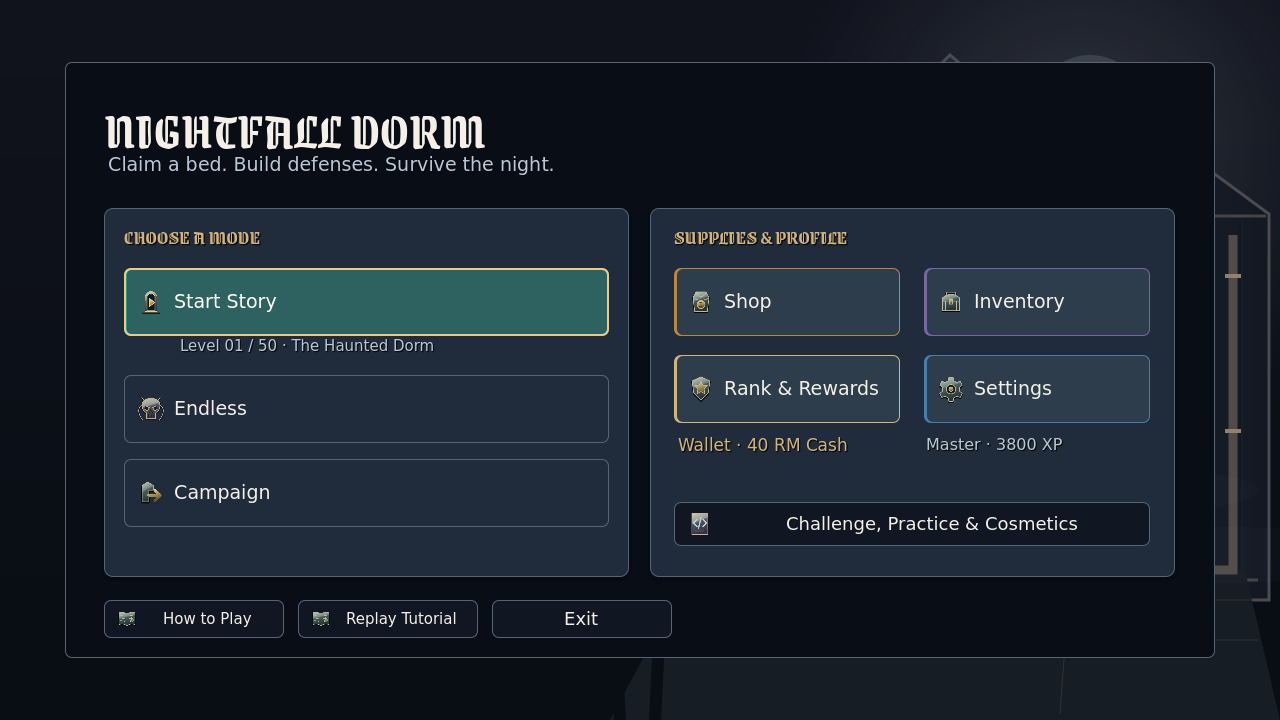 NIGHTFALL DORM
Claim a bed. Build defenses. Survive the night.
CHOOSE A MODE
Start Story
Level 01 / 50 · The Haunted Dorm
Endless
Campaign
SUPPLIES & PROFILE
Shop
Inventory
Rank & Rewards
Settings
Wallet · 40 RM Cash
Master · 3800 XP
Challenge, Practice & Cosmetics
How to Play
Replay Tutorial
Exit